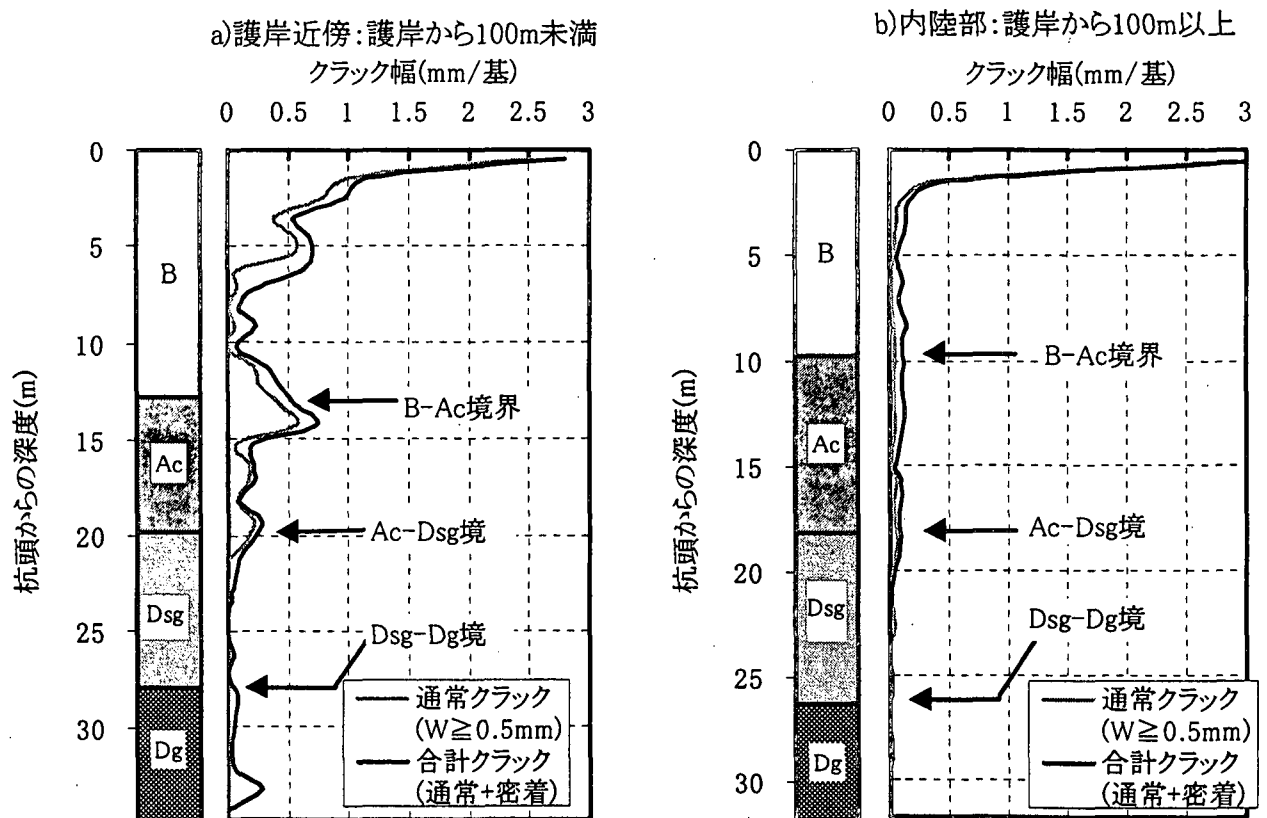 a)護岸近傍:護岸から100m未満
クラック幅(mm/基)
0 0.5 1 1.5 2 2.5 3
0
5
10
15
20
25
30
杭頭からの深度(m)
B
Ac
Dsg
Dg
B-Ac境界
Ac-Dsg境
Dsg-Dg境
通常クラック
(W≧0.5mm)
合計クラック
(通常+密着)
b)内陸部:護岸から100m以上
クラック幅(mm/基)
0 0.5 1 1.5 2 2.5 3
0
5
10
15
20
25
30
杭頭からの深度(m)
B
Ac
Dsg
Dg
B-Ac境界
Ac-Dsg境
Dsg-Dg境
通常クラック
(W≧0.5mm)
合計クラック
(通常+密着)